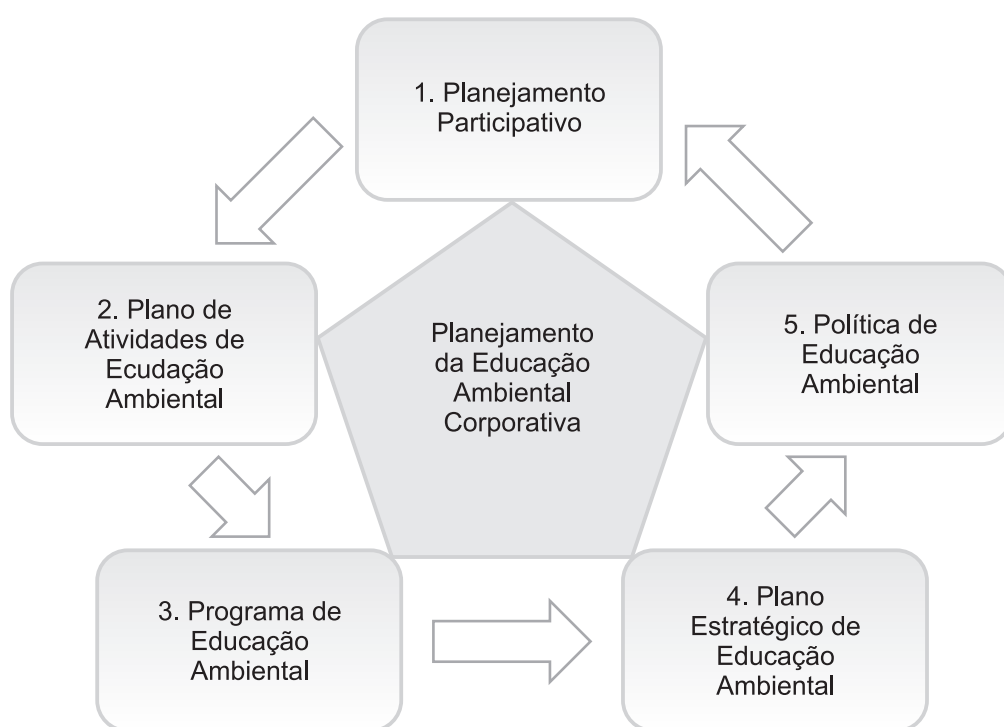 1. Planejamento
Participativo
2. Plano de
Atividades de
Ecudação
Ambiental
3. Programa de
Educação
Ambiental
4. Plano
Estratégico de
Educação
Ambiental
5. Política de
Educação
Ambiental
Planejamento
da Educação
Ambiental
Corporativa